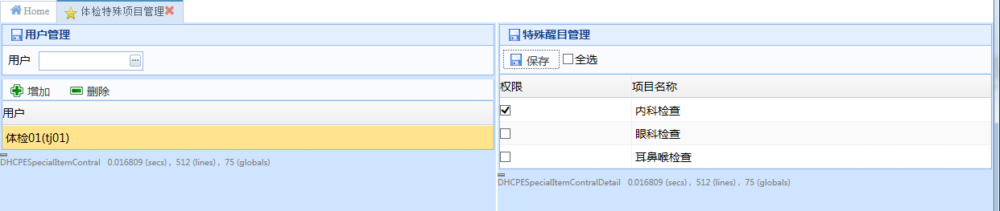 Home 体检特殊项目管理
用户管理
用户
增加 删除
用户
体检01(tj01)
DHCPESpecialItemContral 0.016809 (secs) , 512 (lines) , 75 (globals)
特殊醒目管理
保存 全选
权限 项目名称
内科检查
眼科检查
耳鼻喉检查
DHCPESpecialItemContralDetail 0.016809 (secs) , 512 (lines) , 75 (globals)